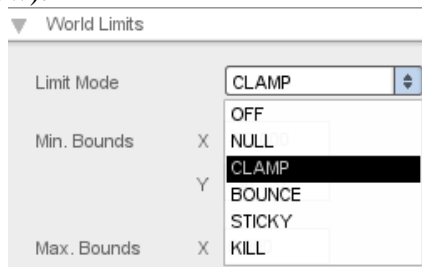 World Limits
Limit Mode CLAMP
OFF
Min. Bounds X NULL
CLAMP
Y BOUNCE
STICKY
Max. Bounds X KILL